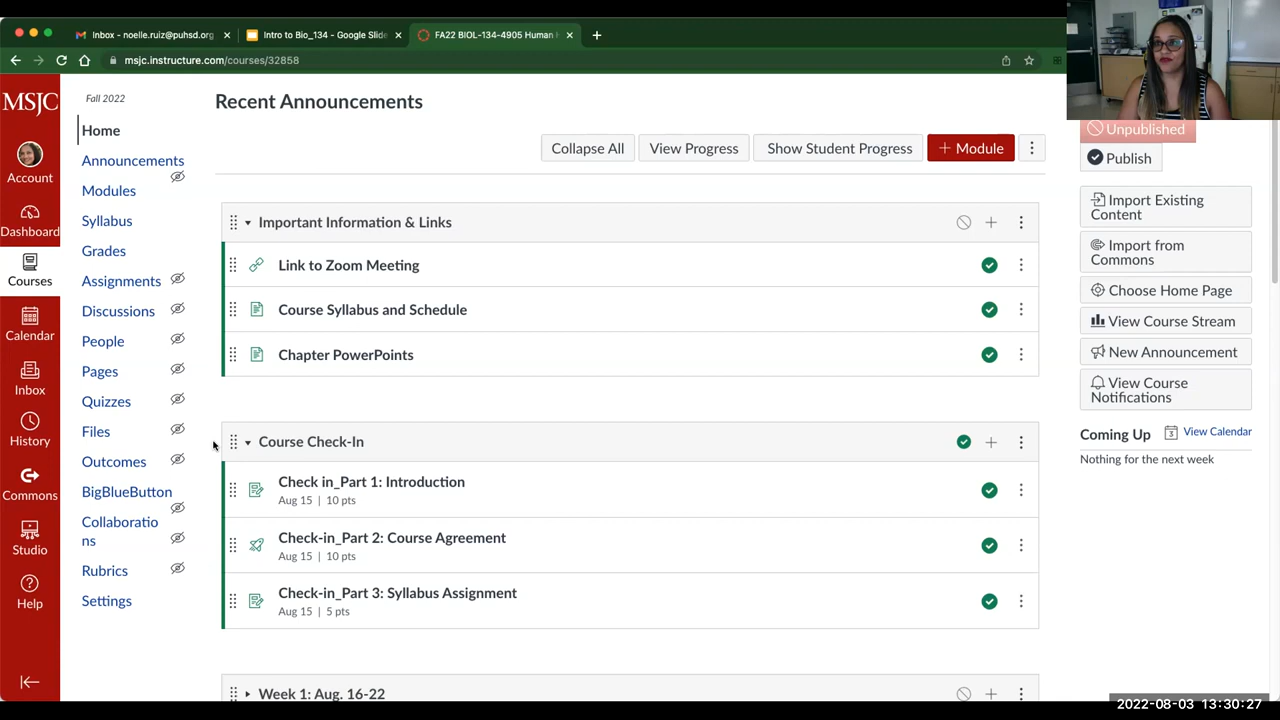 Inbox - noelle.ruiz@puhsd.org
Intro to Bio_134 - Google Slide
FA22 BIOL-134-4905 Human
msjc.instructure.com/courses/32858
MSJC
Account
Dashboard
Courses
Calendar
Inbox
History
Commons
Studio
Help
Fall 2022
Home
Announcements
Modules
Syllabus
Grades
Assignments
Discussions
People
Pages
Quizzes
Files
Outcomes
BigBlueButton
Collaboratio
ns
Rubrics
Settings
Recent Announcements
Collapse All
View Progress
Show Student Progress
+ Module
Important Information & Links
Link to Zoom Meeting
Course Syllabus and Schedule
Chapter PowerPoints
Course Check-In
Check in_Part 1: Introduction
Aug 15 | 10 pts
Check-in_Part 2: Course Agreement
Aug 15 | 10 pts
Check-in_Part 3: Syllabus Assignment
Aug 15 | 5 pts
Week 1: Aug. 16-22
Unpublished
Publish
Import Existing
Content
Import from
Commons
Choose Home Page
View Course Stream
New Announcement
View Course
Notifications
Coming Up
3
View Calendar
Nothing for the next week
2022-08-03 13:30:27